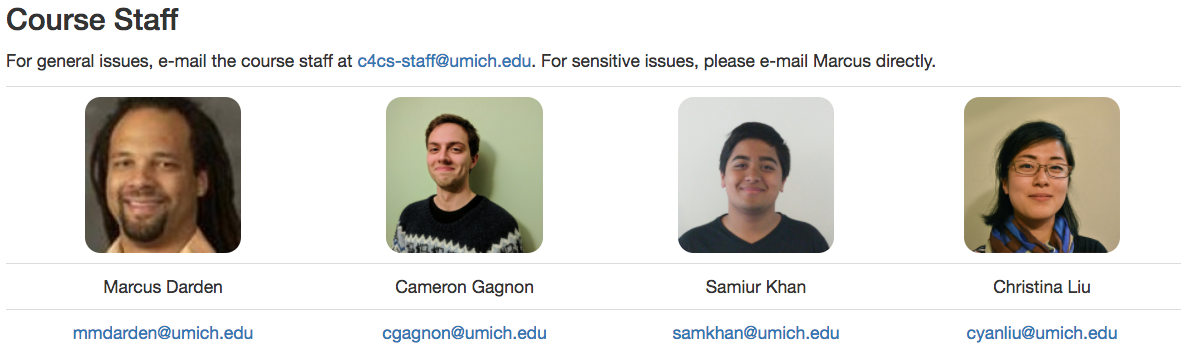 Course Staff
For general issues, e-mail the course staff at c4cs-staff@umich.edu. For sensitive issues, please e-mail Marcus directly.
Marcus Darden Cameron Gagnon Samiur Khan Christina Liu
mmdarden@umich.edu cgagnon@umich.edu samkhan@umich.edu cyanliu@umich.edu